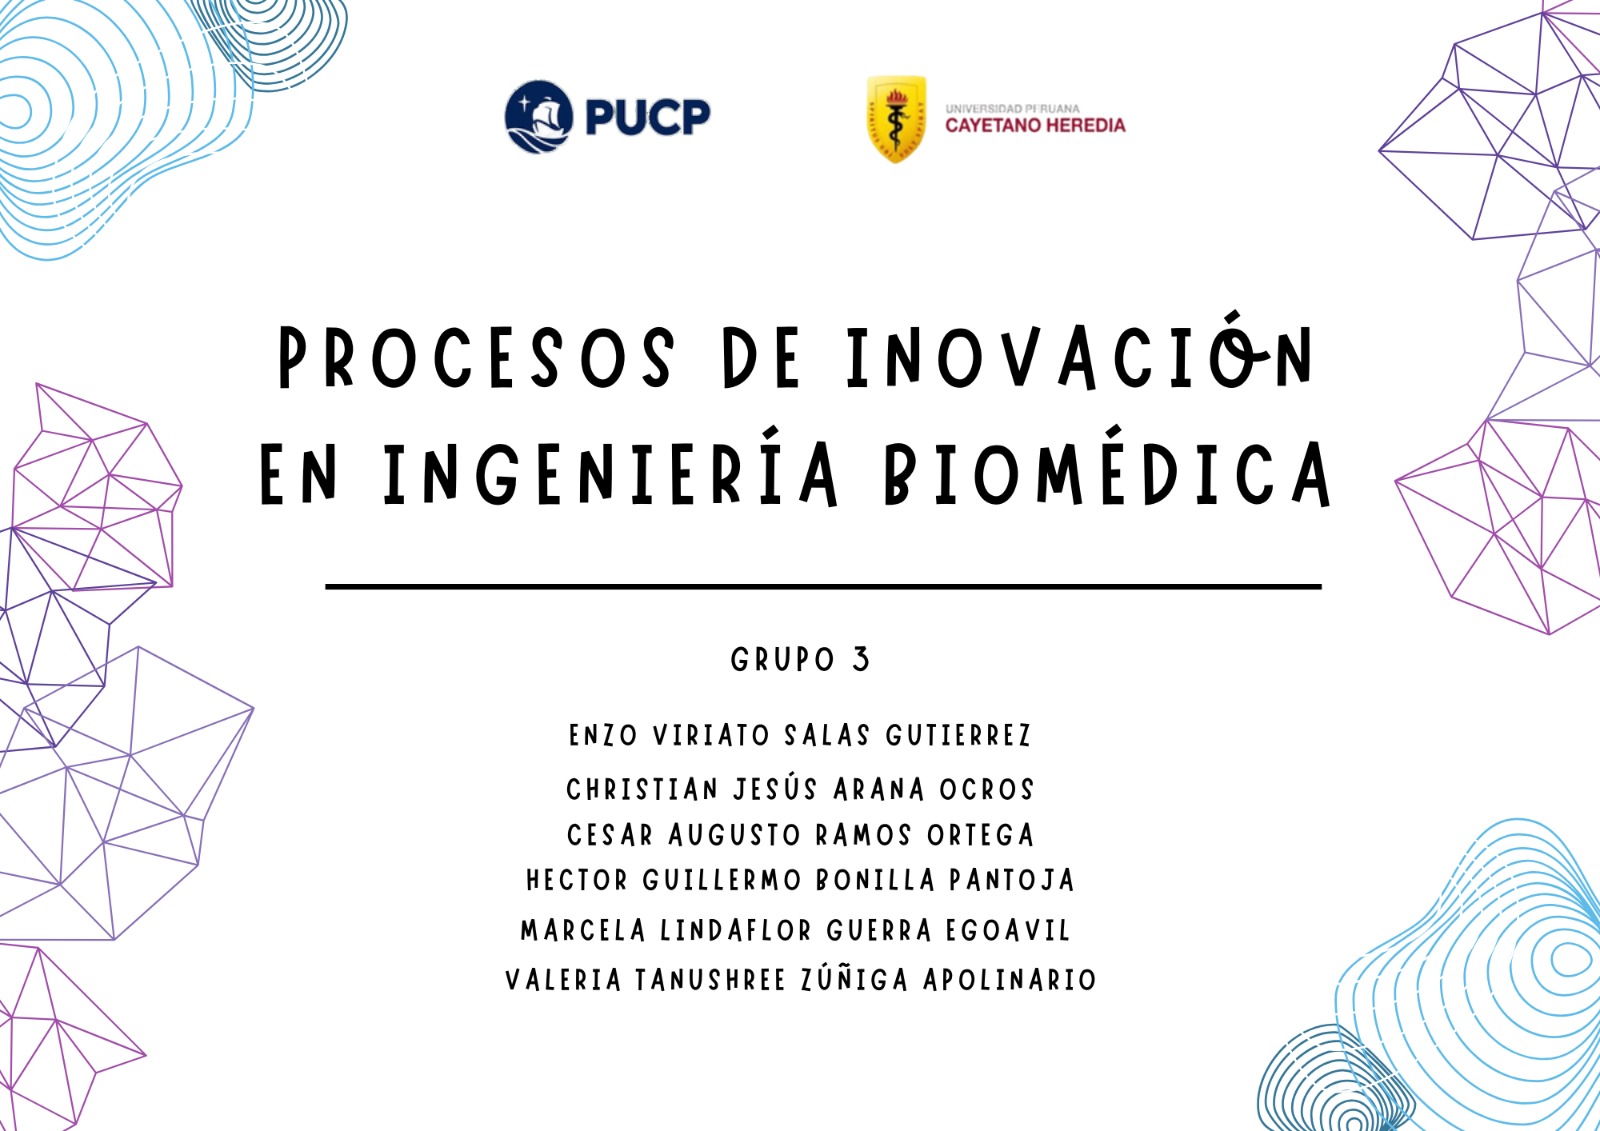 PUCP
UNIVERSIDAD PERUANA
CAYETANO HEREDIA
PROCESOS DE INOVACIÓN
EN INGENIERÍA BIOMÉDICA
GRUPO 3
ENZO VIRIATO SALAS GUTIERREZ
CHRISTIAN JESÚS ARANA OCROS
CESAR AUGUSTO RAMOS ORTEGA
HECTOR GUILLERMO BONILLA PANTOJA
MARCELA LINDAFLOR GUERRA EGOAVIL
VALERIA TANUSHREE ZÚÑIGA APOLINARIO